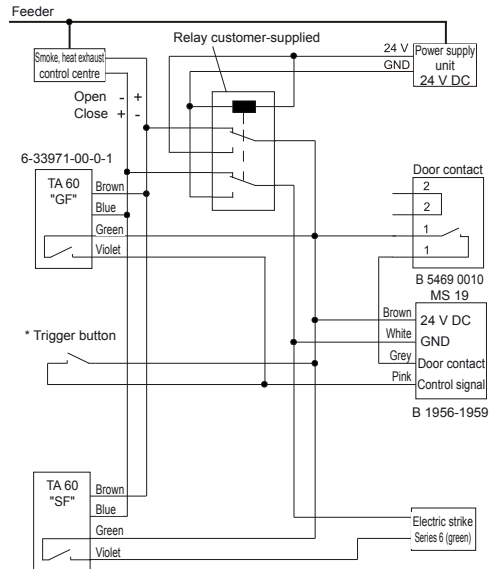 Feeder
Relay customer-supplied
Smoke, heat exhaust
control centre
24 V
GND
Power supply
unit
24 V DC
Open - +
Close + -
6-33971-00-0-1
TA 60
"GF"
Brown
Blue
Green
Violet
Door contact
2
2
1
1
B 5469 0010
MS 19
Brown
White
Grey
Pink
24 V DC
GND
Door contact
Control signal
B 1956-1959
* Trigger button
TA 60
"SF"
Brown
Blue
Green
Violet
Electric strike
Series 6 (green)